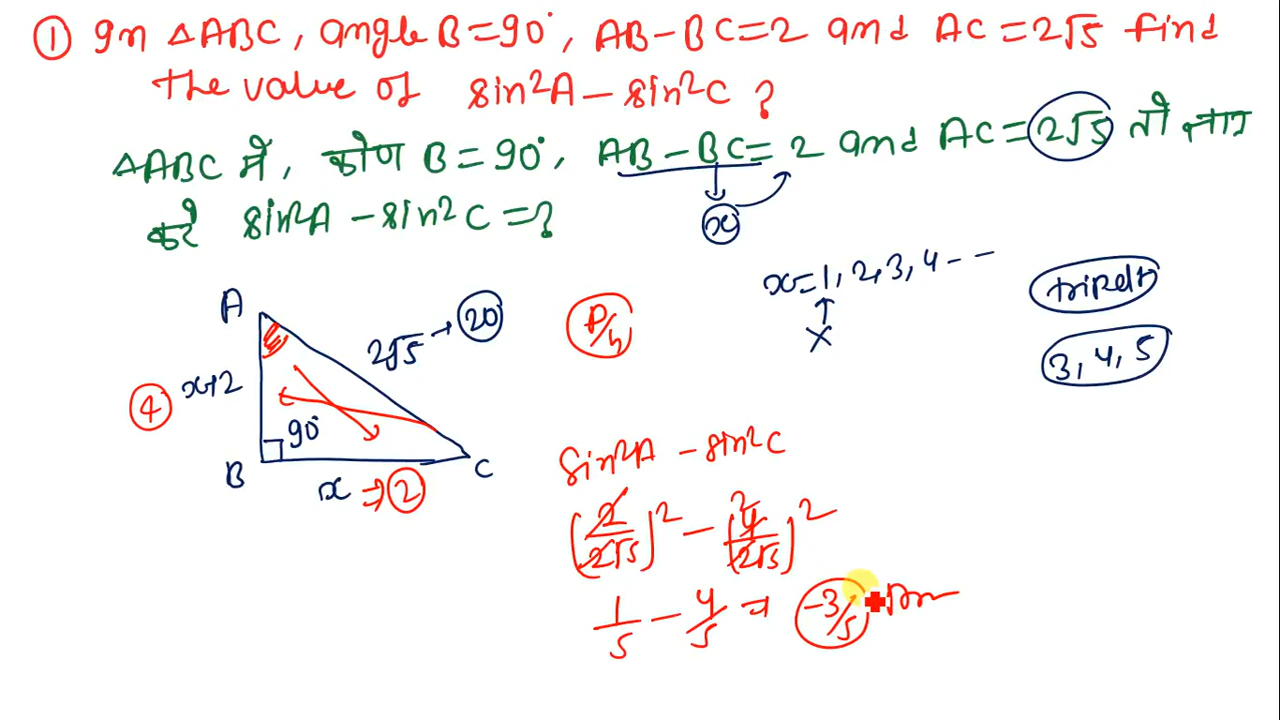 ① In △ABC, angle B=90°, AB-BC=2 and AC=2√5 find
the value of sin²A - sin²C ?
△ABC में, कोण B=90°, AB-BC=2 and AC=2√5 तो ज्ञात
करे sin²A - sin²C = ?
x
x=1, 2, 3, 4 - -
X
triplet
3, 4, 5
A
2√5 → 20
P/h
4 x+2
90°
B
C
x ⇒ 2
sin²A - sin²C
(2/2√5)² - (4/2√5)² 2
1/5 - 4/5 ⇒ -3/5 Ans